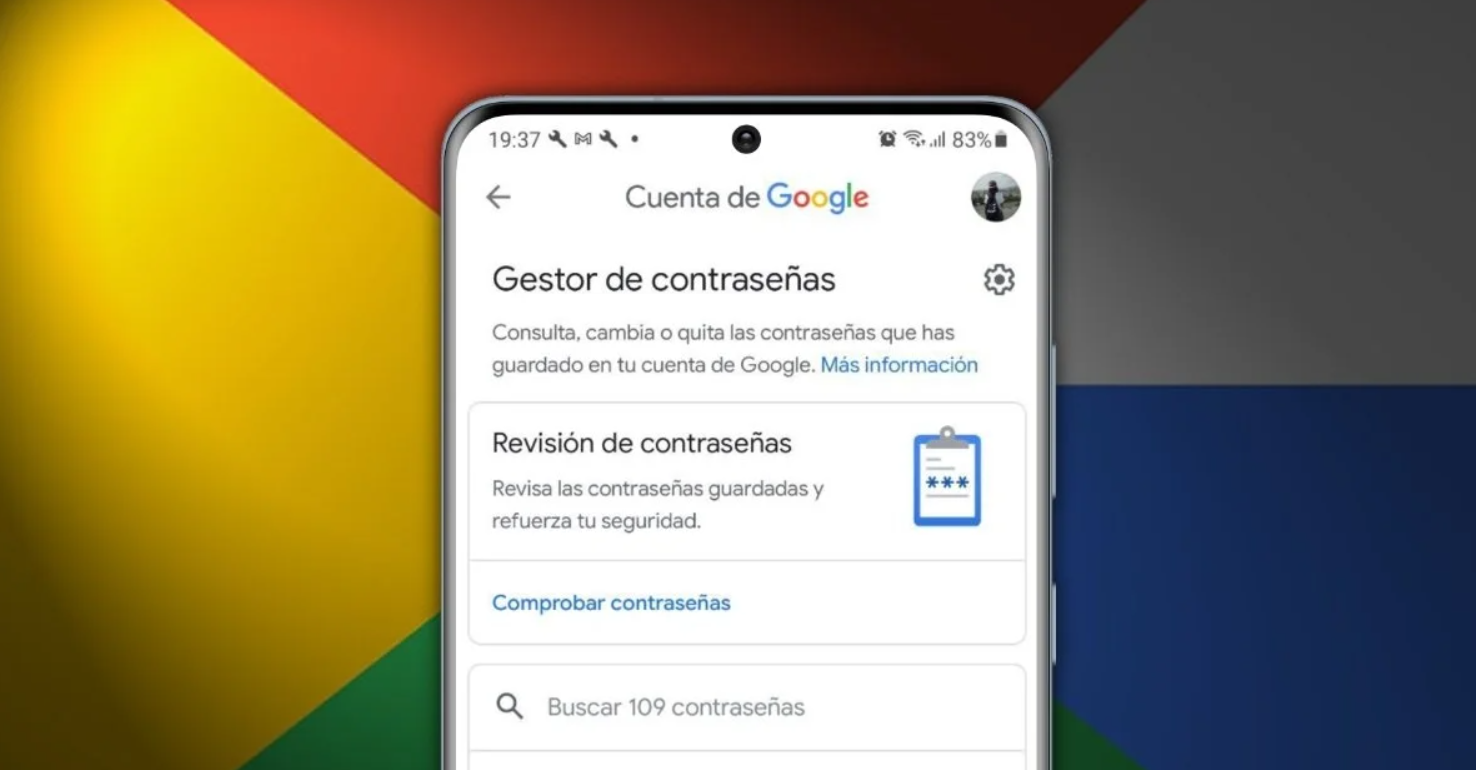 19:37 83%
Cuenta de Google
Gestor de contraseñas
Consulta, cambia o quita las contraseñas que has
guardado en tu cuenta de Google. Más información
Revisión de contraseñas
Revisa las contraseñas guardadas y
refuerza tu seguridad.
***
Comprobar contraseñas
Buscar 109 contraseñas